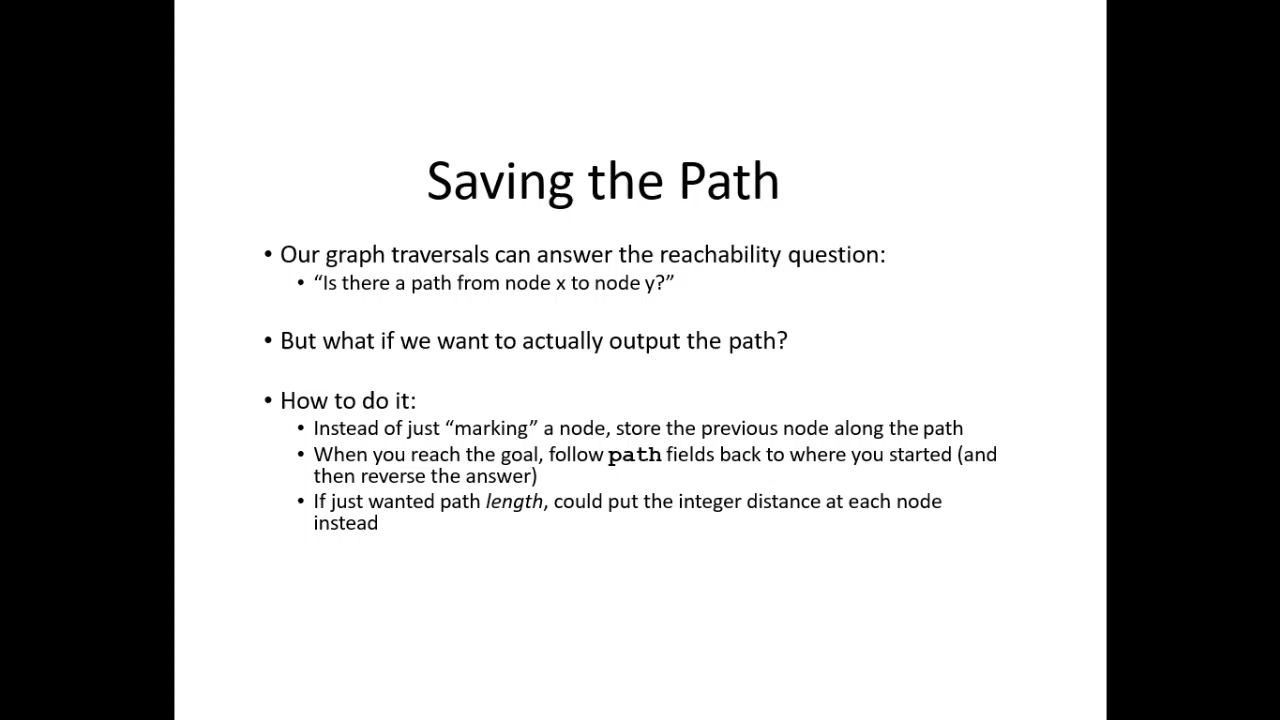 Saving the Path
• Our graph traversals can answer the reachability question:
• “Is there a path from node x to node y?”
• But what if we want to actually output the path?
• How to do it:
• Instead of just “marking” a node, store the previous node along the path
• When you reach the goal, follow path fields back to where you started (and
then reverse the answer)
• If just wanted path length, could put the integer distance at each node
instead